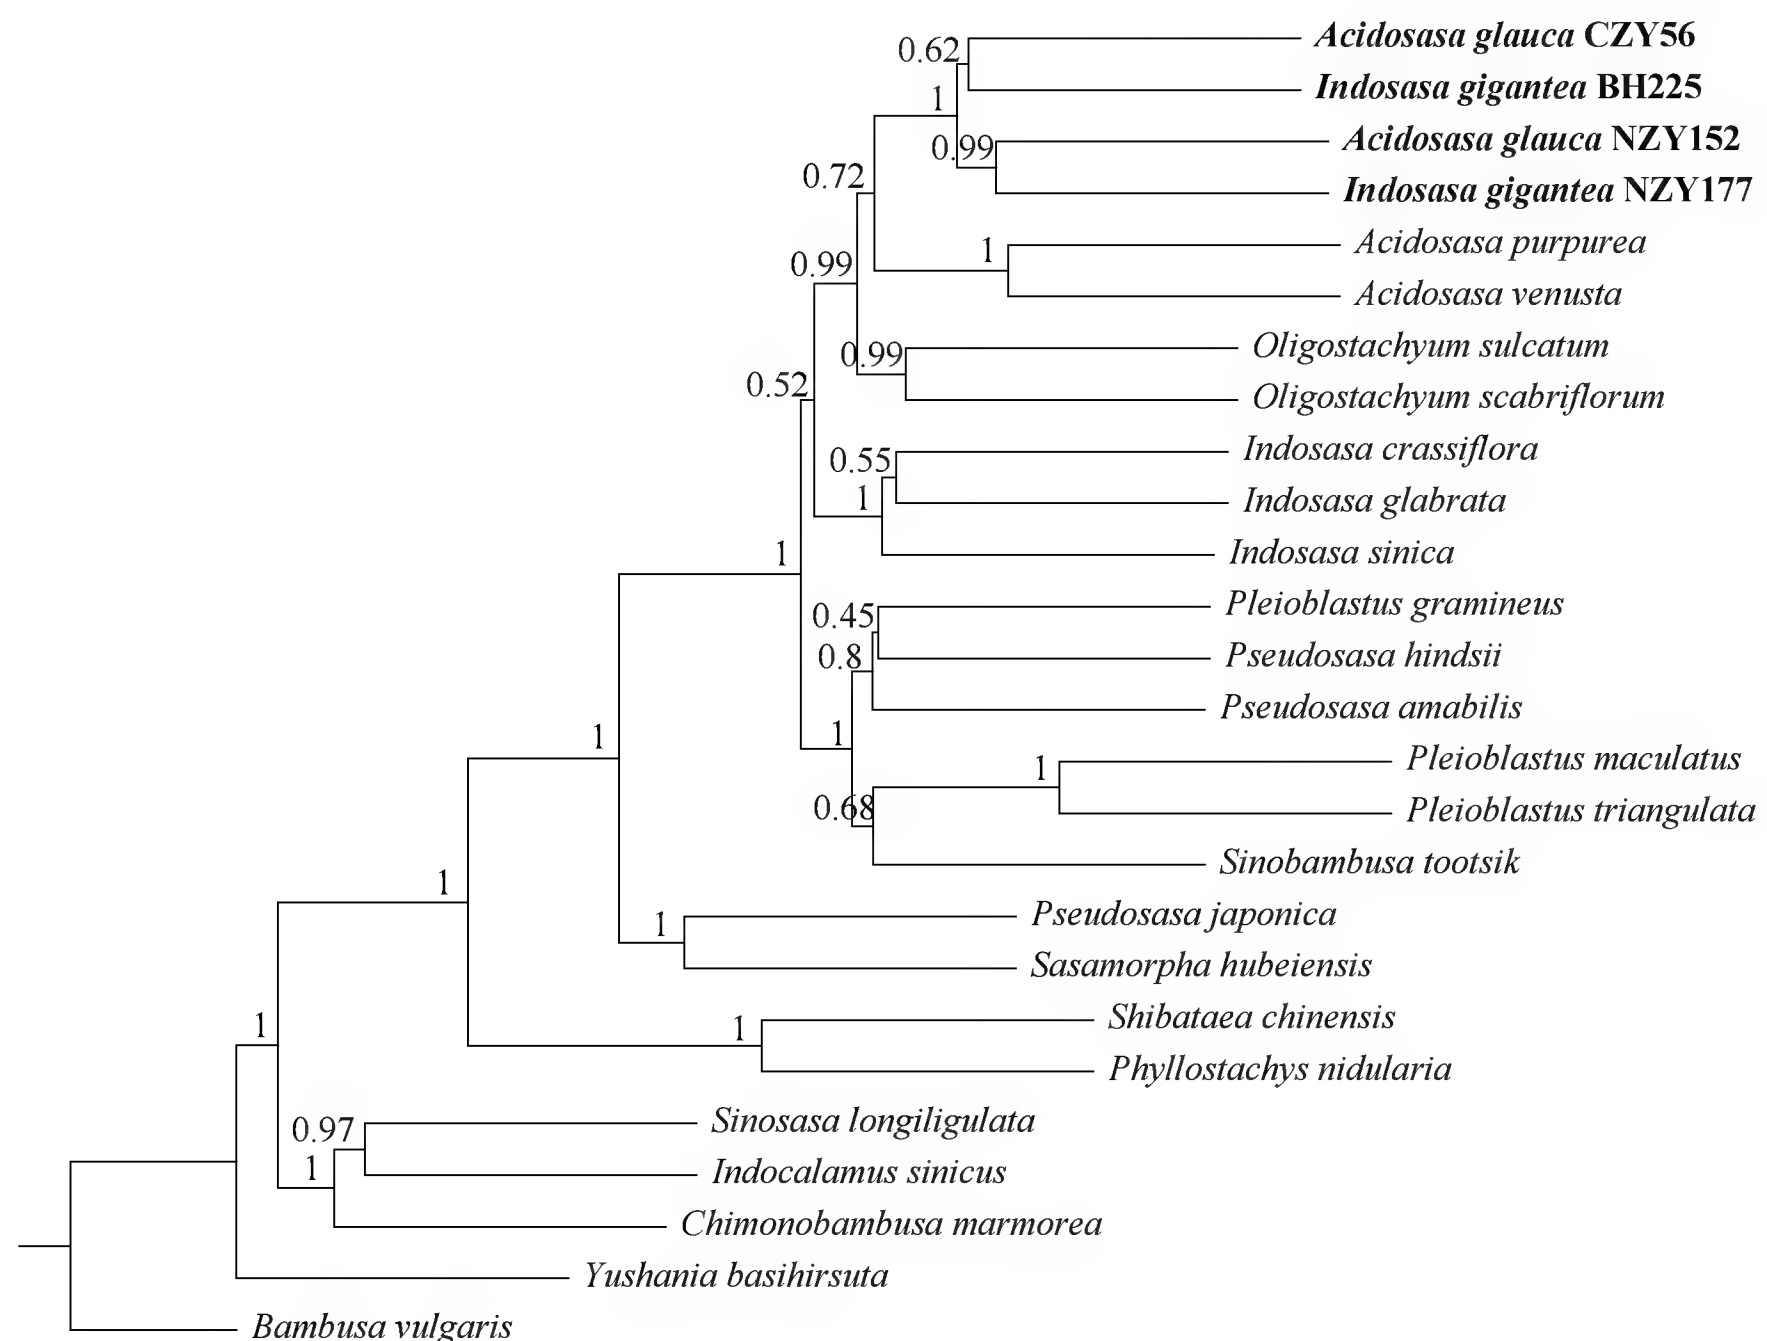 0.62
Acidosasa glauca CZY56
Indosasa gigantea BH225
1
Acidosasa glauca NZY152
0.99
Indosasa gigantea NZY177
0.72
Acidosasa purpurea
1
0.99
Acidosasa venusta
Oligostachyum sulcatum
0.99
0.52
Oligostachyum scabriflorum
Indosasa crassiflora
0.55
1
Indosasa glabrata
Indosasa sinica
1
Pleioblastus gramineus
0.45
Pseudosasa hindsii
0.8
Pseudosasa amabilis
1
1
Pleioblastus maculatus
1
0.68
Pleioblastus triangulata
Sinobambusa tootsik
1
Pseudosasa japonica
1
Sasamorpha hubeiensis
Shibataea chinensis
1
1
Phyllostachys nidularia
Sinosasa longiligulata
0.97
1
Indocalamus sinicus
Chimonobambusa marmorea
Yushania basihirsuta
Bambusa vulgaris